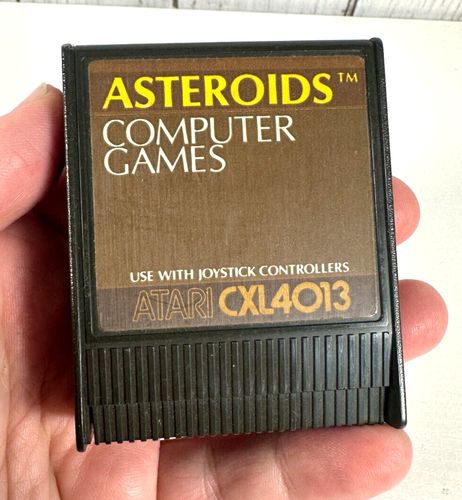 ASTEROIDS™
COMPUTER
GAMES
USE WITH JOYSTICK CONTROLLERS
ATARI CXL4013